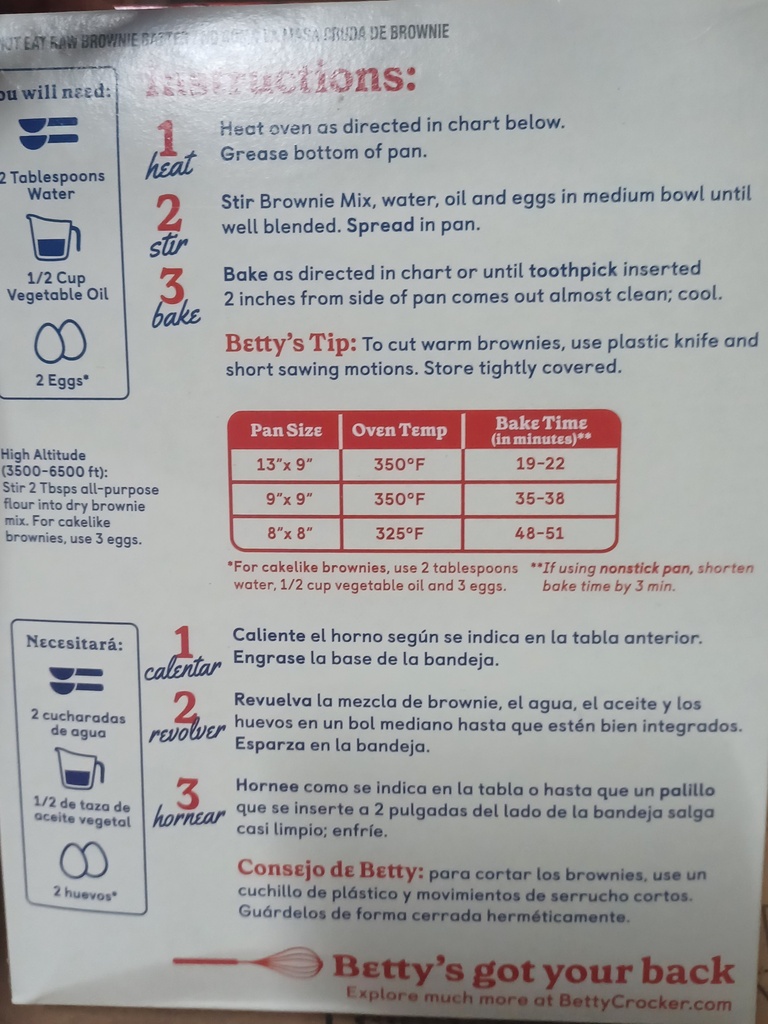 NOT EAT RAW BROWNIE BATTER / NO COMA LA MASA CRUDA DE BROWNIE
ou will need:
2 Tablespoons
Water
1/2 Cup
Vegetable Oil
2 Eggs*
High Altitude
(3500-6500 ft):
Stir 2 Tbsps all-purpose
flour into dry brownie
mix. For cakelike
brownies, use 3 eggs.
Instructions:
1
heat
Heat oven as directed in chart below.
Grease bottom of pan.
2
stir
Stir Brownie Mix, water, oil and eggs in medium bowl until
well blended. Spread in pan.
3
bake
Bake as directed in chart or until toothpick inserted
2 inches from side of pan comes out almost clean; cool.
Betty's Tip: To cut warm brownies, use plastic knife and
short sawing motions. Store tightly covered.
Pan Size Oven Temp Bake Time
(in minutes)**
13"x 9" 350°F 19-22
9"x 9" 350°F 35-38
8"x 8" 325°F 48-51
*For cakelike brownies, use 2 tablespoons
water, 1/2 cup vegetable oil and 3 eggs.
**If using nonstick pan, shorten
bake time by 3 min.
Necesitará:
2 cucharadas
de agua
1/2 de taza de
aceite vegetal
2 huevos*
1
calentar
Caliente el horno según se indica en la tabla anterior.
Engrase la base de la bandeja.
2
revolver
Revuelva la mezcla de brownie, el agua, el aceite y los
huevos en un bol mediano hasta que estén bien integrados.
Esparza en la bandeja.
3
hornear
Hornee como se indica en la tabla o hasta que un palillo
que se inserte a 2 pulgadas del lado de la bandeja salga
casi limpio; enfríe.
Consejo de Betty: para cortar los brownies, use un
cuchillo de plástico y movimientos de serrucho cortos.
Guárdelos de forma cerrada herméticamente.
Betty's got your back
Explore much more at BettyCrocker.com